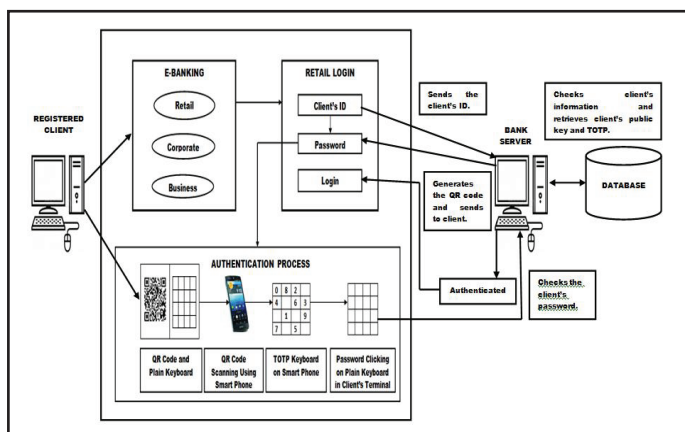 REGISTERED
CLIENT
E-BANKING
Retail
Corporate
Business
RETAIL LOGIN
Client's ID
Password
Login
Sends the
client's ID.
Checks client's
information and
retrieves client's public
key and TOTP.
BANK
SERVER
DATABASE
Generates
the QR code
and sends
to client.
Authenticated
Checks the
client's
password.
AUTHENTICATION PROCESS
0 8 2
4 6 3
1 9
7 5
QR Code and
Plain Keyboard
QR Code
Scanning Using
Smart Phone
TOTP Keyboard
on Smart Phone
Password Clicking
on Plain Keyboard
in Client's Terminal